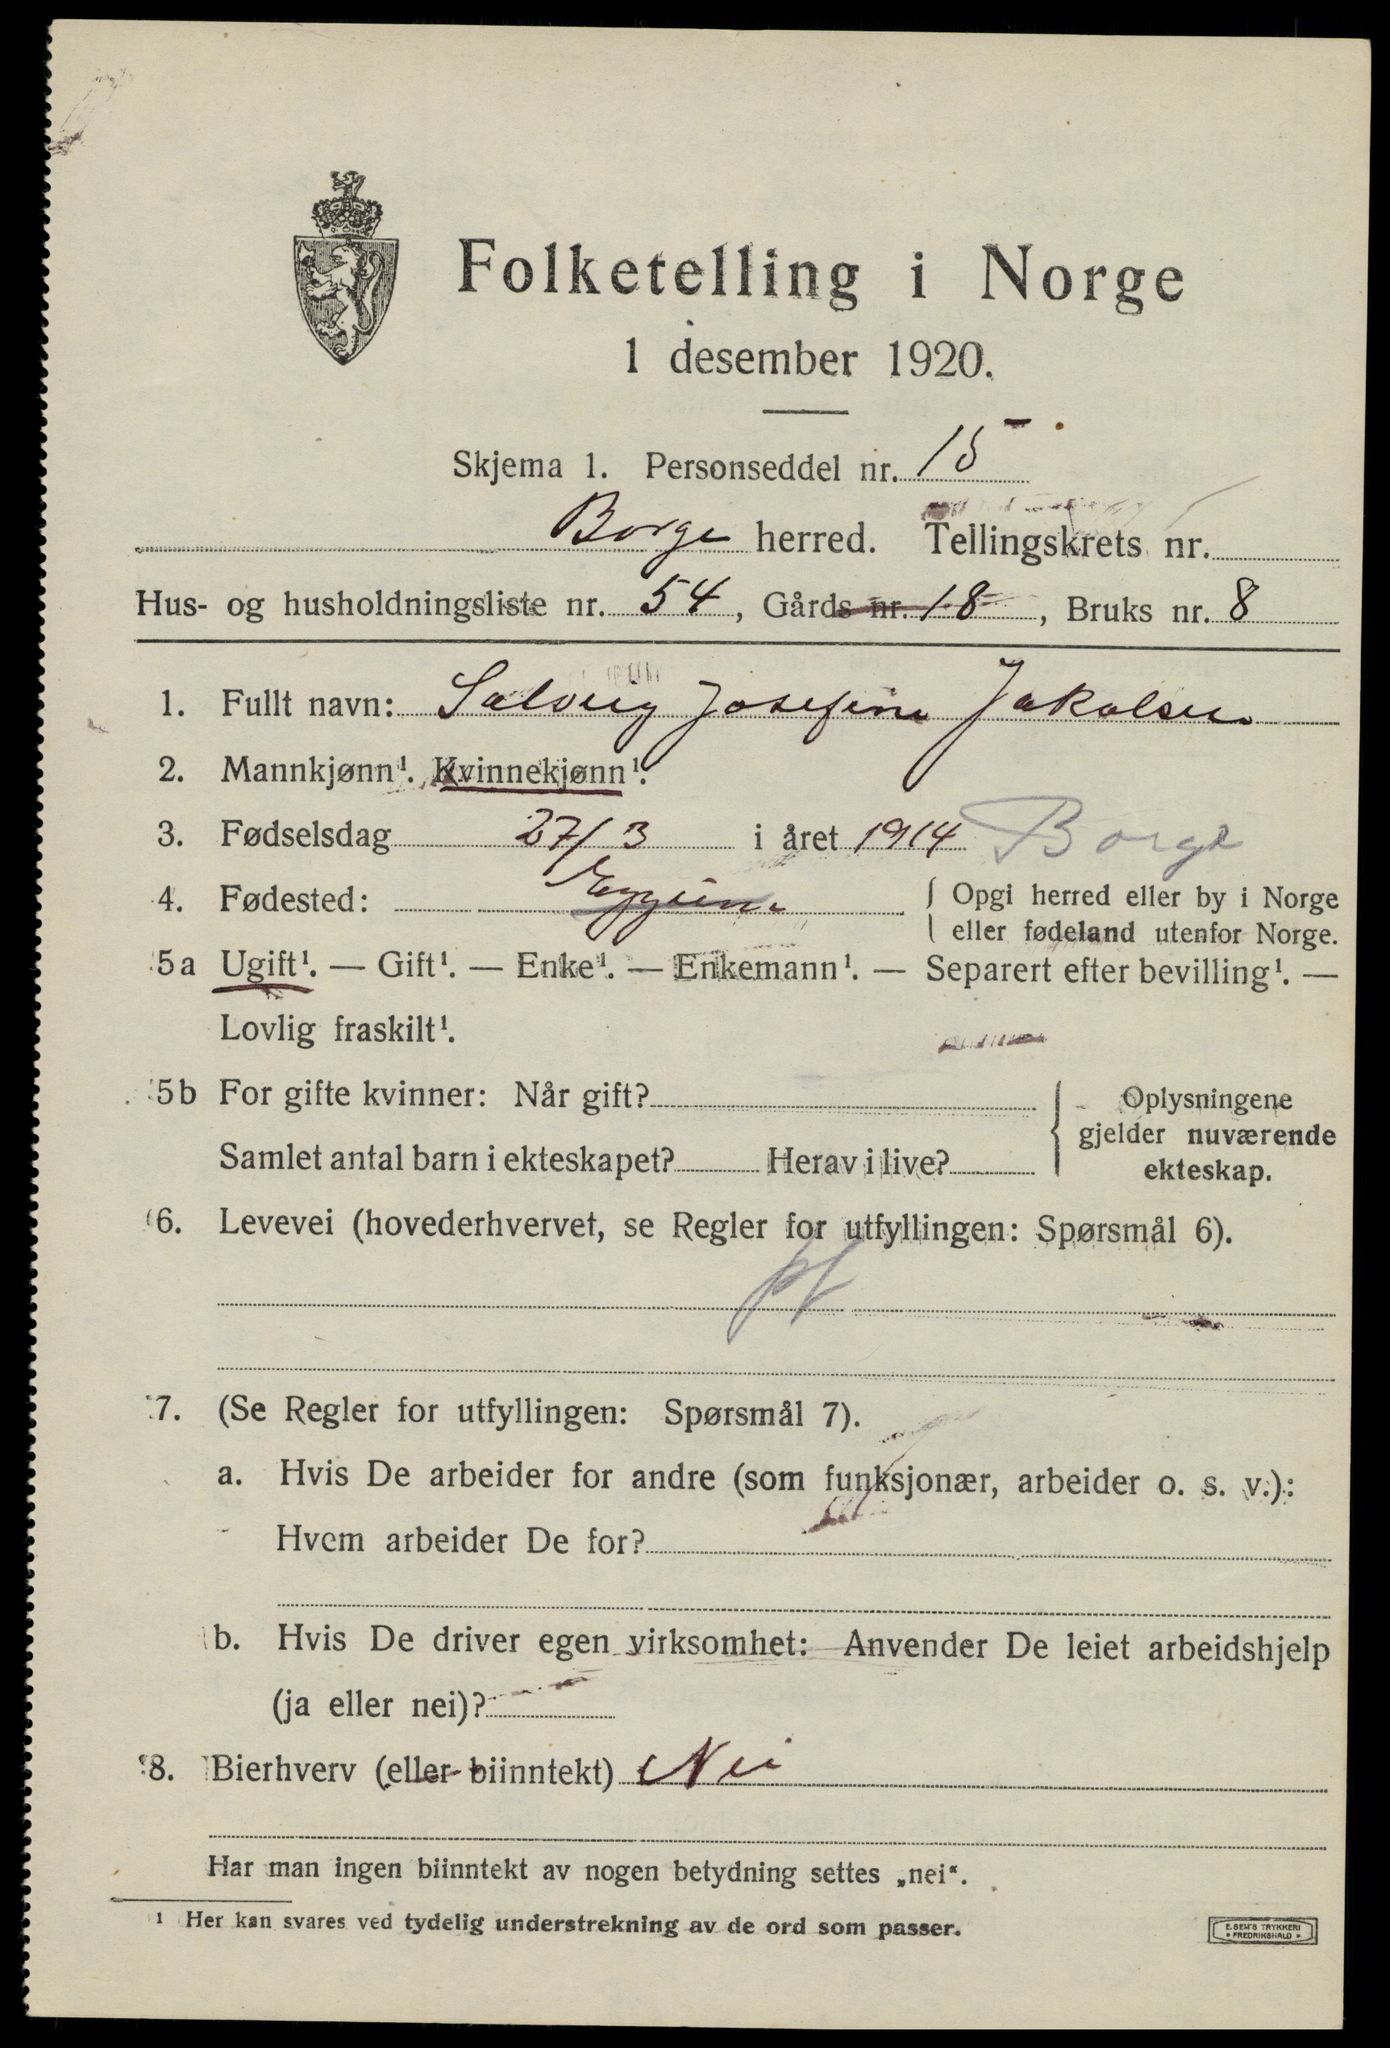 Folketelling i Norge
1 desember 1920.
Skjema 1. Personseddel nr. 15
Borge herred. Tellingskrets nr.
Hus- og husholdningsliste nr. 54, Gårds nr. 18, Bruks nr. 8
1. Fullt navn: Solveig Josefine Jakobsen
2. Mannkjønn¹. Kvinnekjønn¹.
3. Fødselsdag 27/3 i året 1914 Borge
4. Fødested: { Opgi herred eller by i Norge
{ eller fødeland utenfor Norge.
5a Ugift¹. — Gift¹. — Enke¹. — Enkemann¹. — Separert efter bevilling¹. —
Lovlig fraskilt¹.
5b For gifte kvinner: Når gift? Oplysningene
gjelder nuværende
Samlet antal barn i ekteskapet? Herav i live? ekteskap.
6. Levevei (hovederhvervet, se Regler for utfyllingen: Spørsmål 6).
7. (Se Regler for utfyllingen: Spørsmål 7).
a. Hvis De arbeider for andre (som funksjonær, arbeider o. s. v.):
Hvem arbeider De for?
b. Hvis De driver egen virksomhet: Anvender De leiet arbeidshjelp
(ja eller nei)?
8. Bierhverv (eller biinntekt) Nei
Har man ingen biinntekt av nogen betydning settes „nei“.
¹ Her kan svares ved tydelig understrekning av de ord som passer.
E. SEM'S TRYKKERI
FREDRIKSHALD